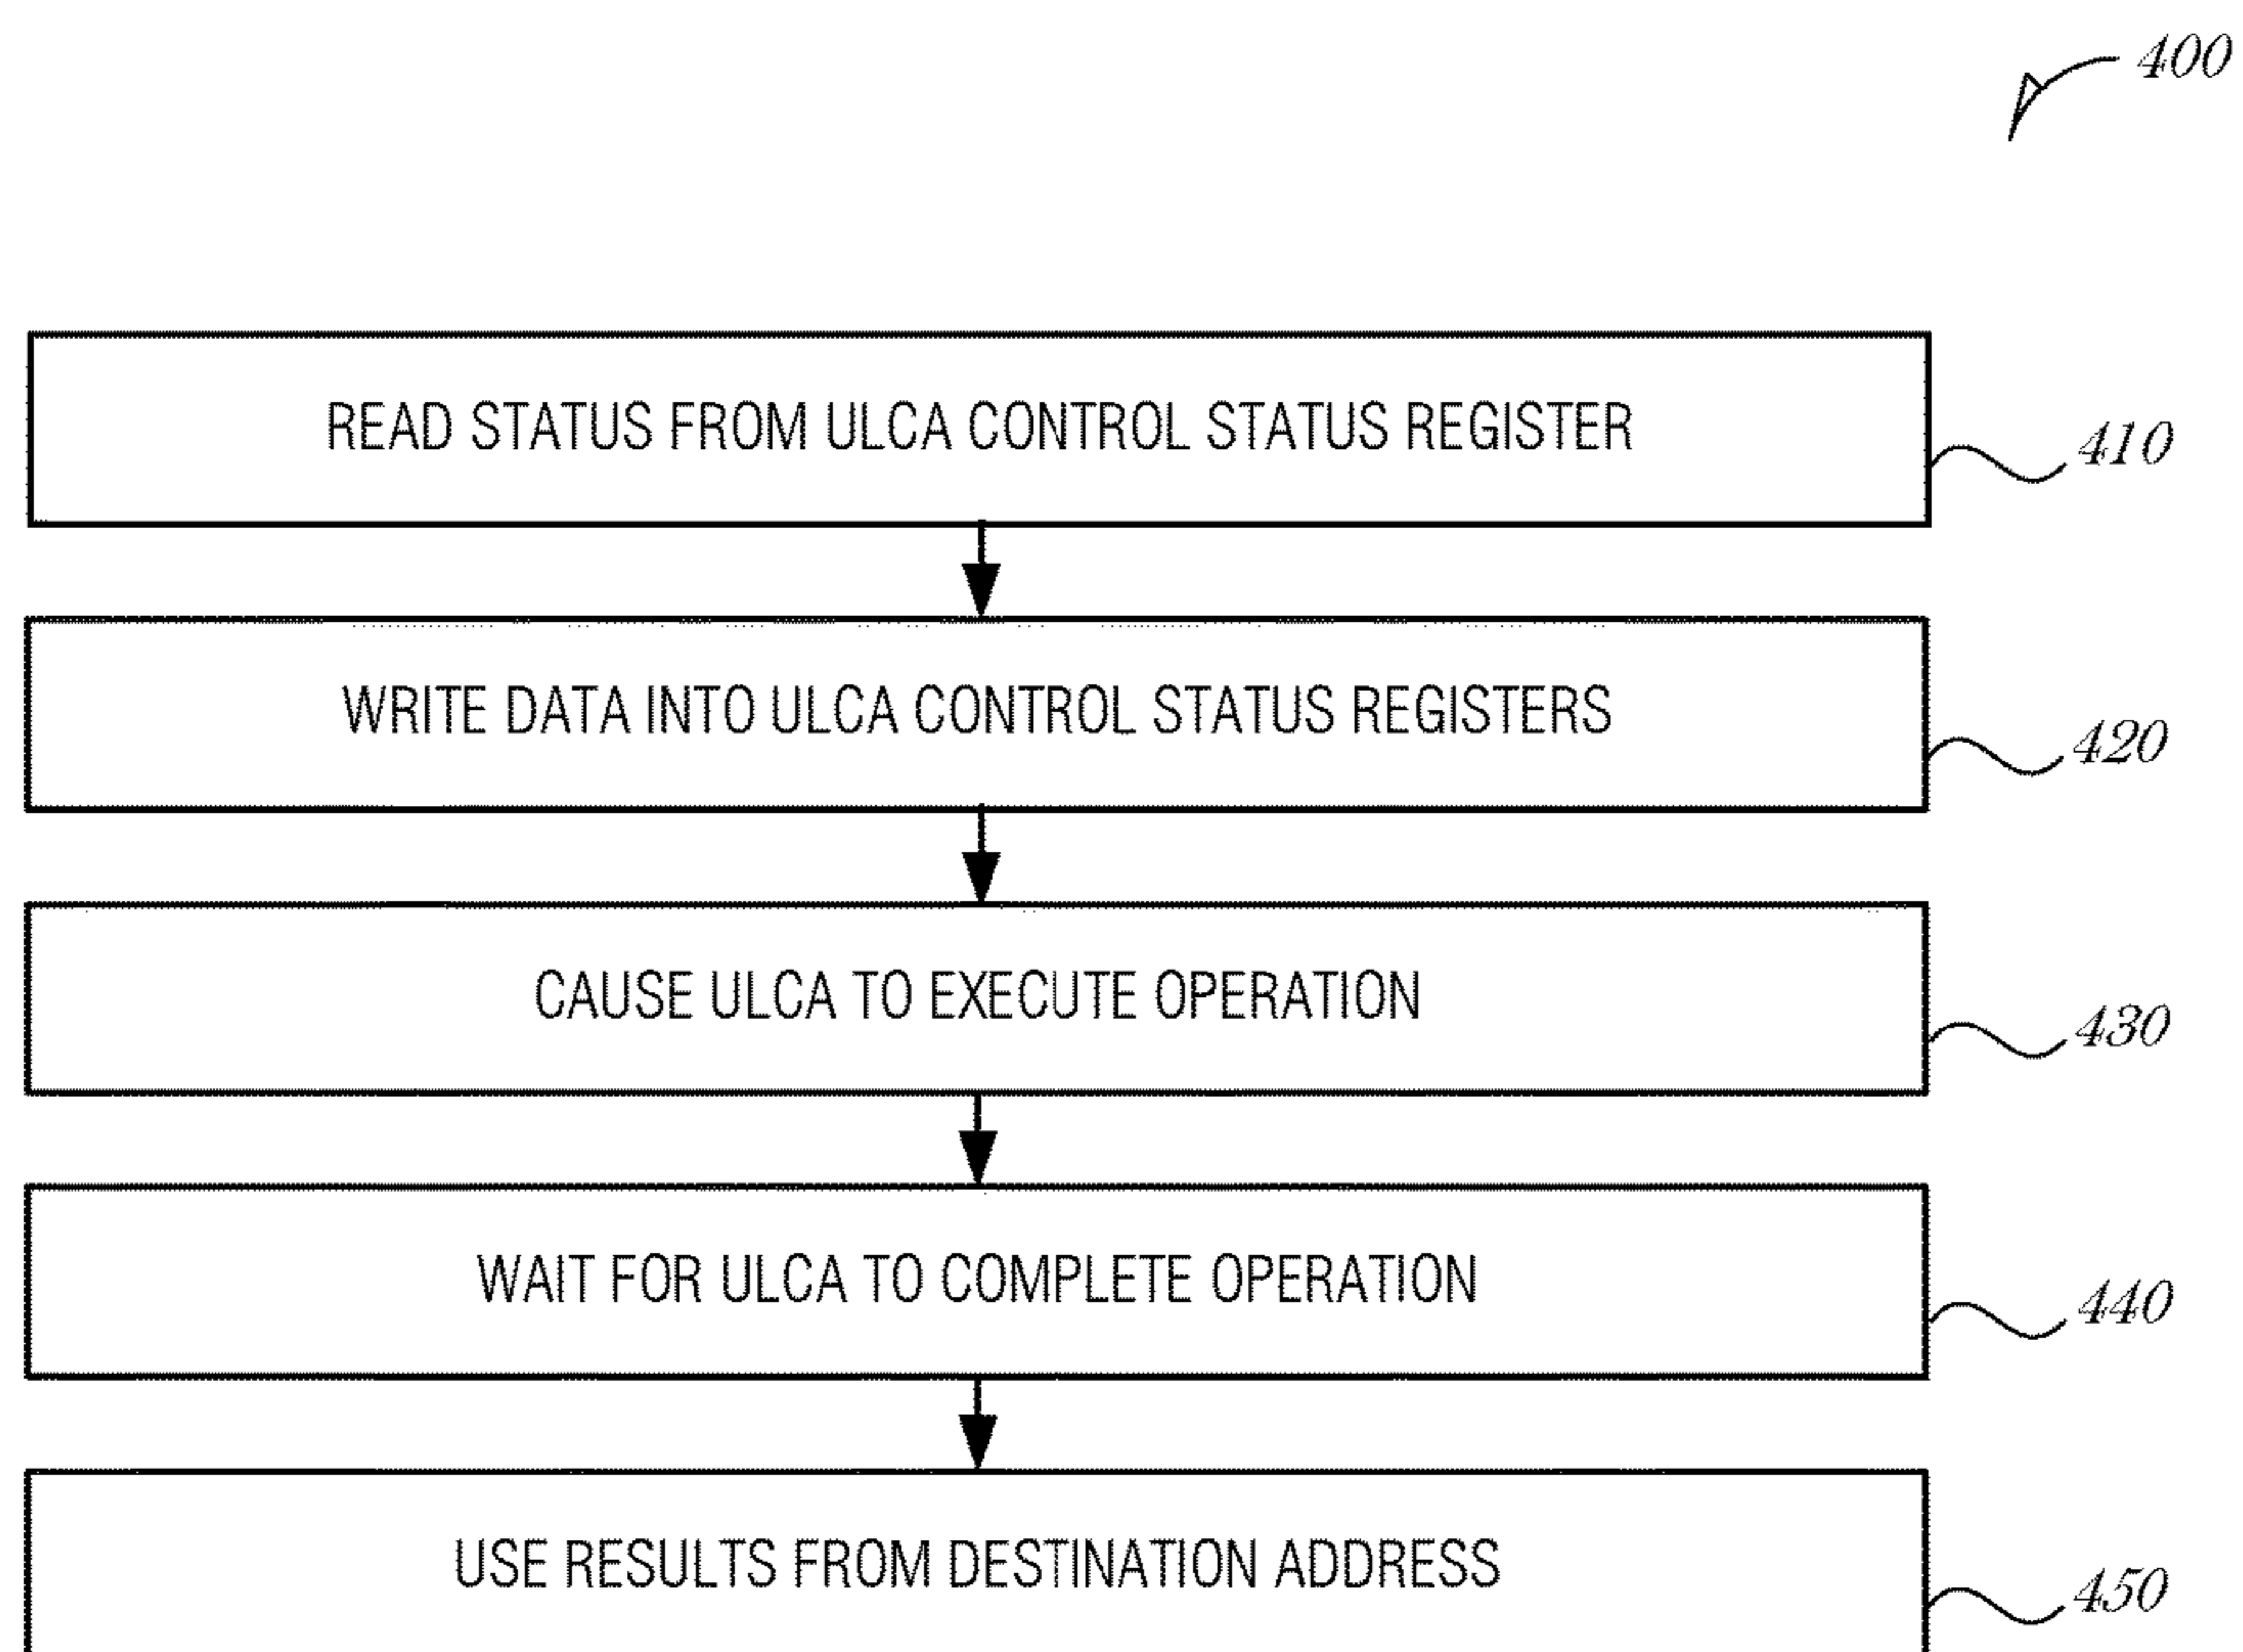 400
READ STATUS FROM ULCA CONTROL STATUS REGISTER
410
WRITE DATA INTO ULCA CONTROL STATUS REGISTERS
420
CAUSE ULCA TO EXECUTE OPERATION
430
WAIT FOR ULCA TO COMPLETE OPERATION
440
USE RESULTS FROM DESTINATION ADDRESS
450